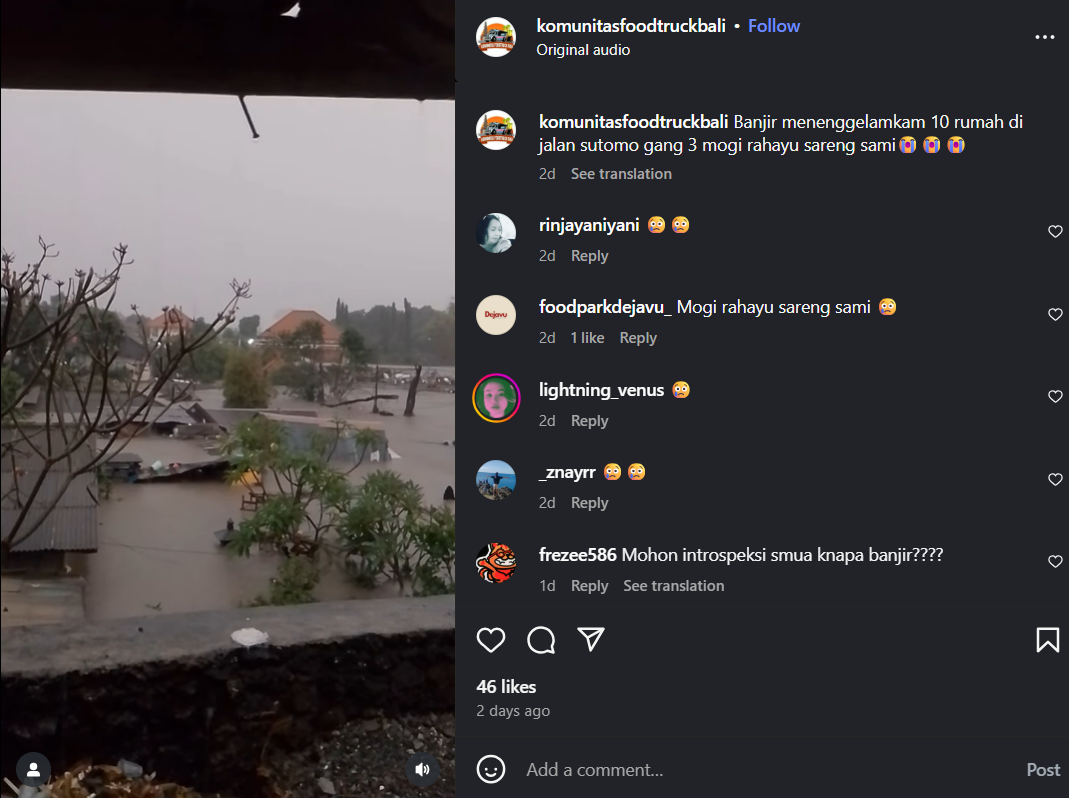 komunitasfoodtruckbali • Follow
Original audio
komunitasfoodtruckbali Banjir menenggelamkam 10 rumah di
jalan sutomo gang 3 mogi rahayu sareng sami😭😭😭
2d See translation
rinjayaniyani 😢😢
2d Reply
Dejavu
foodparkdejavu_ Mogi rahayu sareng sami 😢
2d 1 like Reply
lightning_venus 😢
2d Reply
_znayrr 😢😢
2d Reply
frezee586 Mohon introspeksi smua knapa banjir????
1d Reply See translation
46 likes
2 days ago
Add a comment...
Post